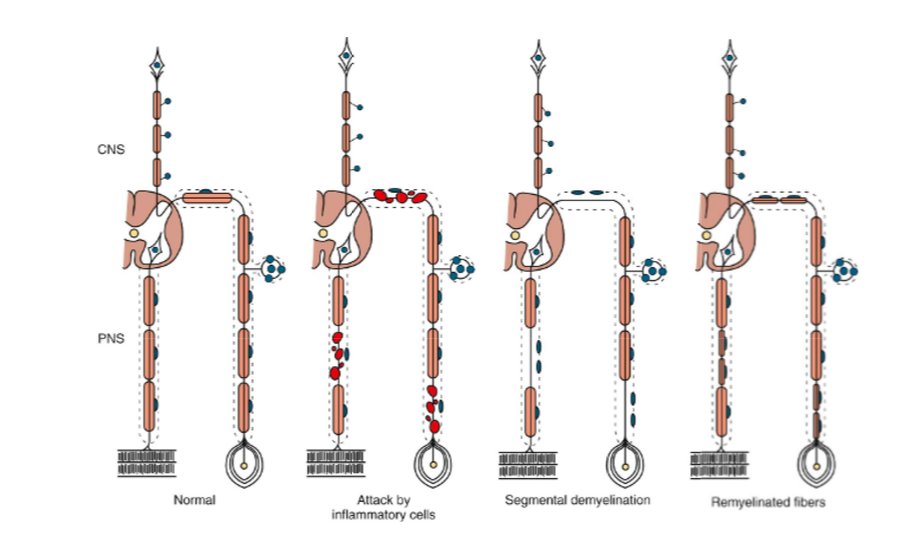 CNS
PNS
Normal
Attack by
inflammatory cells
Segmental demyelination
Remyelinated fibers